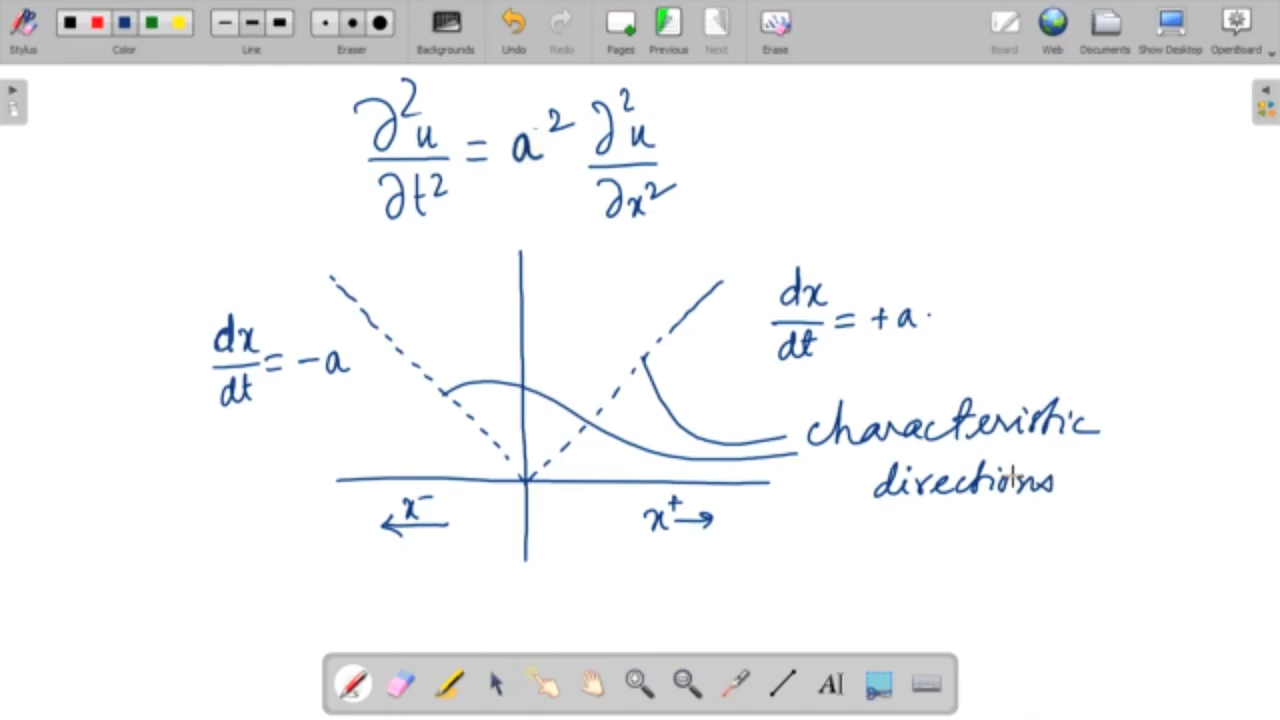 Stylus Color Line Eraser Backgrounds Undo Redo Pages Previous Next Erase Board Web Documents Show Desktop OpenBoard
∂²u/∂t² = a² ∂²u/∂x²
dx/dt = +a.
dx/dt = -a
characteristic
directions
x⁻ x⁺
AI